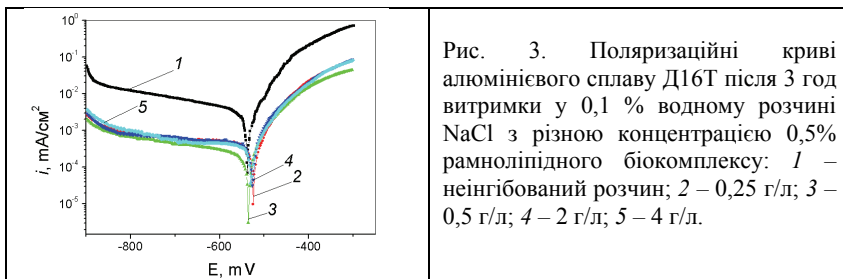 10⁰
10⁻¹
10⁻²
10⁻³
10⁻⁴
10⁻⁵
i, mA/см²
1
5
4
2
3
-800
-600
-400
E, mV
Рис. 3. Поляризаційні криві
алюмінієвого сплаву Д16Т після 3 год
витримки у 0,1 % водному розчині
NaCl з різною концентрацією 0,5%
рамноліпідного біокомплексу: 1 –
неінгібований розчин; 2 – 0,25 г/л; 3 –
0,5 г/л; 4 – 2 г/л; 5 – 4 г/л.